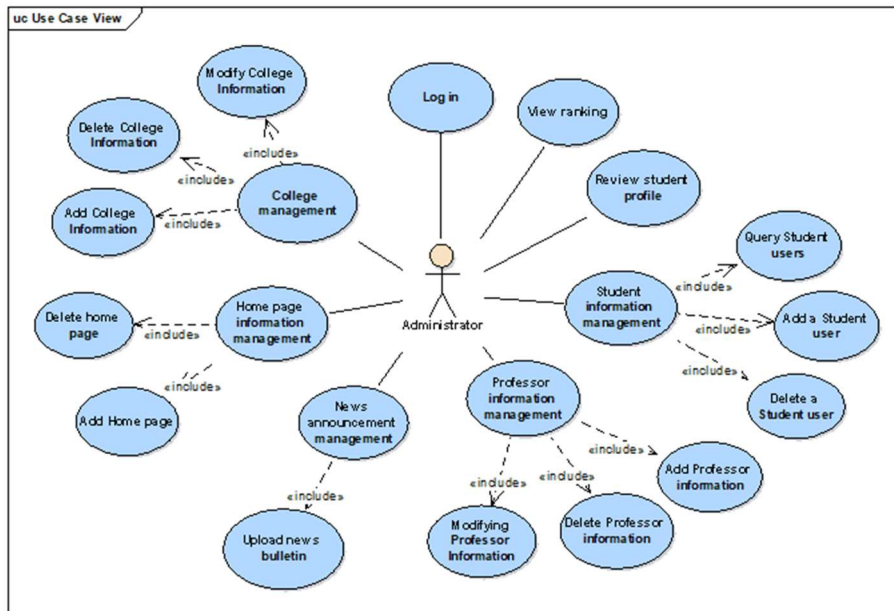 uc Use Case View
Modify College
Information
Log in
View ranking
Delete College
Information
«include»
«include»
Review student
profile
College
management
Add College
Information
«include»
Query Student
users
«include»
Student
information
management
Home page
information
management
Delete home
page
«include»
Administrator
Add a Student
user
«include»
«include»
«include»
Professor
information
management
Delete a
Student user
Add Home page
News
announcement
management
«include»
Add Professor
information
«include»
«include»
«include»
Upload news
bulletin
Modifying
Professor
Information
Delete Professor
information